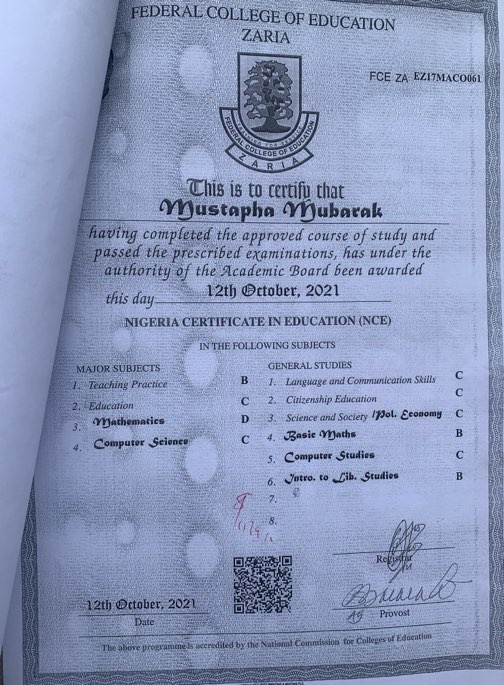 FEDERAL COLLEGE OF EDUCATION
ZARIA
FCE ZA EZ17MACO061
FEDERAL COLLEGE OF EDUCATION
ZARIA
This is to certify that
Mustapha Mubarak
having completed the approved course of study and
passed the prescribed examinations, has under the
authority of the Academic Board been awarded
this day 12th October, 2021
NIGERIA CERTIFICATE IN EDUCATION (NCE)
IN THE FOLLOWING SUBJECTS
MAJOR SUBJECTS
1. Teaching Practice B
2. Education C
3. Mathematics D
4. Computer Science C
GENERAL STUDIES
1. Language and Communication Skills C
2. Citizenship Education C
3. Science and Society /Pol. Economy C
4. Basic Maths B
5. Computer Studies C
6. Intro. to Lib. Studies B
7.
8.
Registrar
12th October, 2021
Date
Ag Provost
The above programme is accredited by the National Commission for Colleges of Education